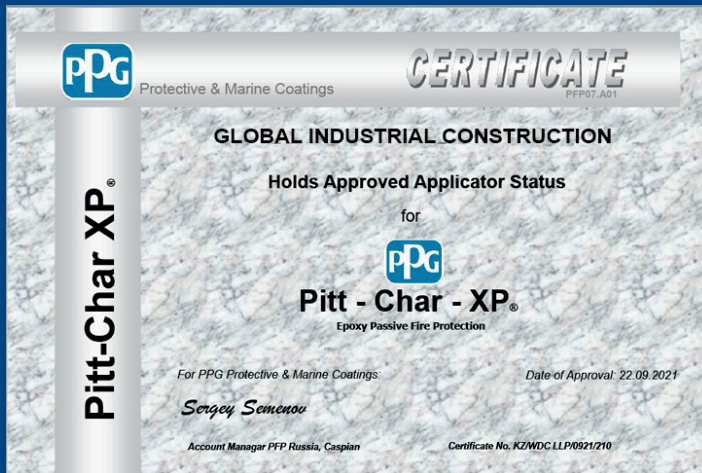 PPG
Protective & Marine Coatings
CERTIFICATE
PFP07.A01
GLOBAL INDUSTRIAL CONSTRUCTION
Holds Approved Applicator Status
for
PPG
Pitt - Char - XP®
Epoxy Passive Fire Protection
Pitt-Char XP®
For PPG Protective & Marine Coatings:
Date of Approval: 22.09.2021
Sergey Semenov
Account Managar PFP Russia, Caspian
Certificate No. KZ/WDC LLP/0921/210